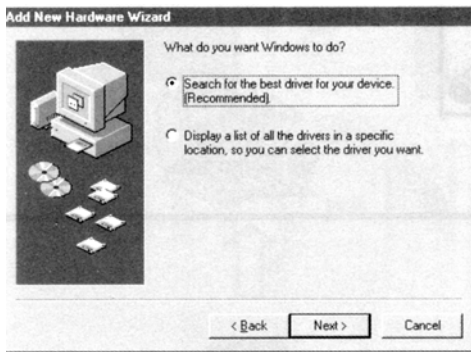 Add New Hardware Wizard
What do you want Windows to do?
Search for the best driver for your device.
(Recommended).
Display a list of all the drivers in a specific
location, so you can select the driver you want.
< Back
Next >
Cancel